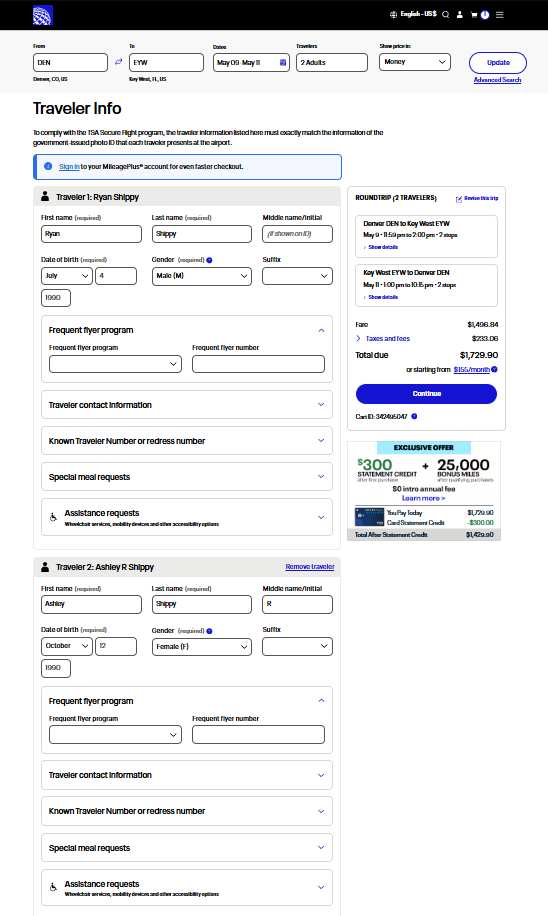 English - US $
From
To
Dates
Travelers
Show price in:
DEN
EYW
May 09 - May 11
2 Adults
Money
Update
Denver, CO, US
Key West, FL, US
Advanced Search
Traveler Info
To comply with the TSA Secure Flight program, the traveler information listed here must exactly match the information of the
government-issued photo ID that each traveler presents at the airport.
Sign in to your MileagePlus® account for even faster checkout.
Traveler 1: Ryan Shippy
First name (required)
Last name (required)
Middle name/Initial
Ryan
Shippy
(if shown on ID)
Date of birth (required)
Gender (required)
Suffix
July
4
Male (M)
1990
Frequent flyer program
Frequent flyer program
Frequent flyer number
Traveler contact information
Known Traveler Number or redress number
Special meal requests
Assistance requests
Wheelchair services, mobility devices and other accessibility options
Traveler 2: Ashley R Shippy
Remove traveler
First name (required)
Last name (required)
Middle name/Initial
Ashley
Shippy
R
Date of birth (required)
Gender (required)
Suffix
October
12
Female (F)
1990
Frequent flyer program
Frequent flyer program
Frequent flyer number
Traveler contact information
Known Traveler Number or redress number
Special meal requests
Assistance requests
Wheelchair services, mobility devices and other accessibility options
ROUNDTRIP (2 TRAVELERS)
Revise this trip
Denver DEN to Key West EYW
May 9 • 11:59 pm to 2:00 pm • 2 stops
Show details
Key West EYW to Denver DEN
May 11 • 1:00 pm to 10:15 pm • 2 stops
Show details
Fare
$1,496.84
Taxes and fees
$233.06
Total due
$1,729.90
or starting from $155/month
Continue
Cart ID: 342495047
EXCLUSIVE OFFER
$300
STATEMENT CREDIT
after first purchase
+
25,000
BONUS MILES
after qualifying purchases
$0 intro annual fee
Learn more >
You Pay Today
$1,729.90
Card Statement Credit
-$300.00
Total After Statement Credit
$1,429.90